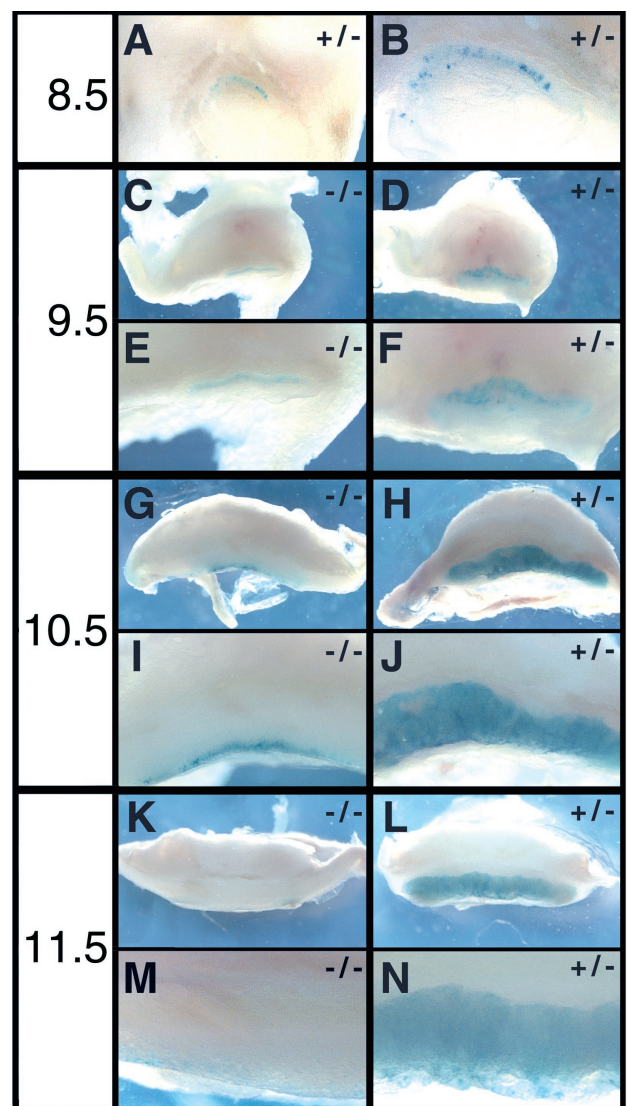 A +/- B +/-
8.5
C -/- D +/-
9.5
E -/- F +/-
G -/- H +/-
10.5
I -/- J +/-
K -/- L +/-
11.5
M -/- N +/-